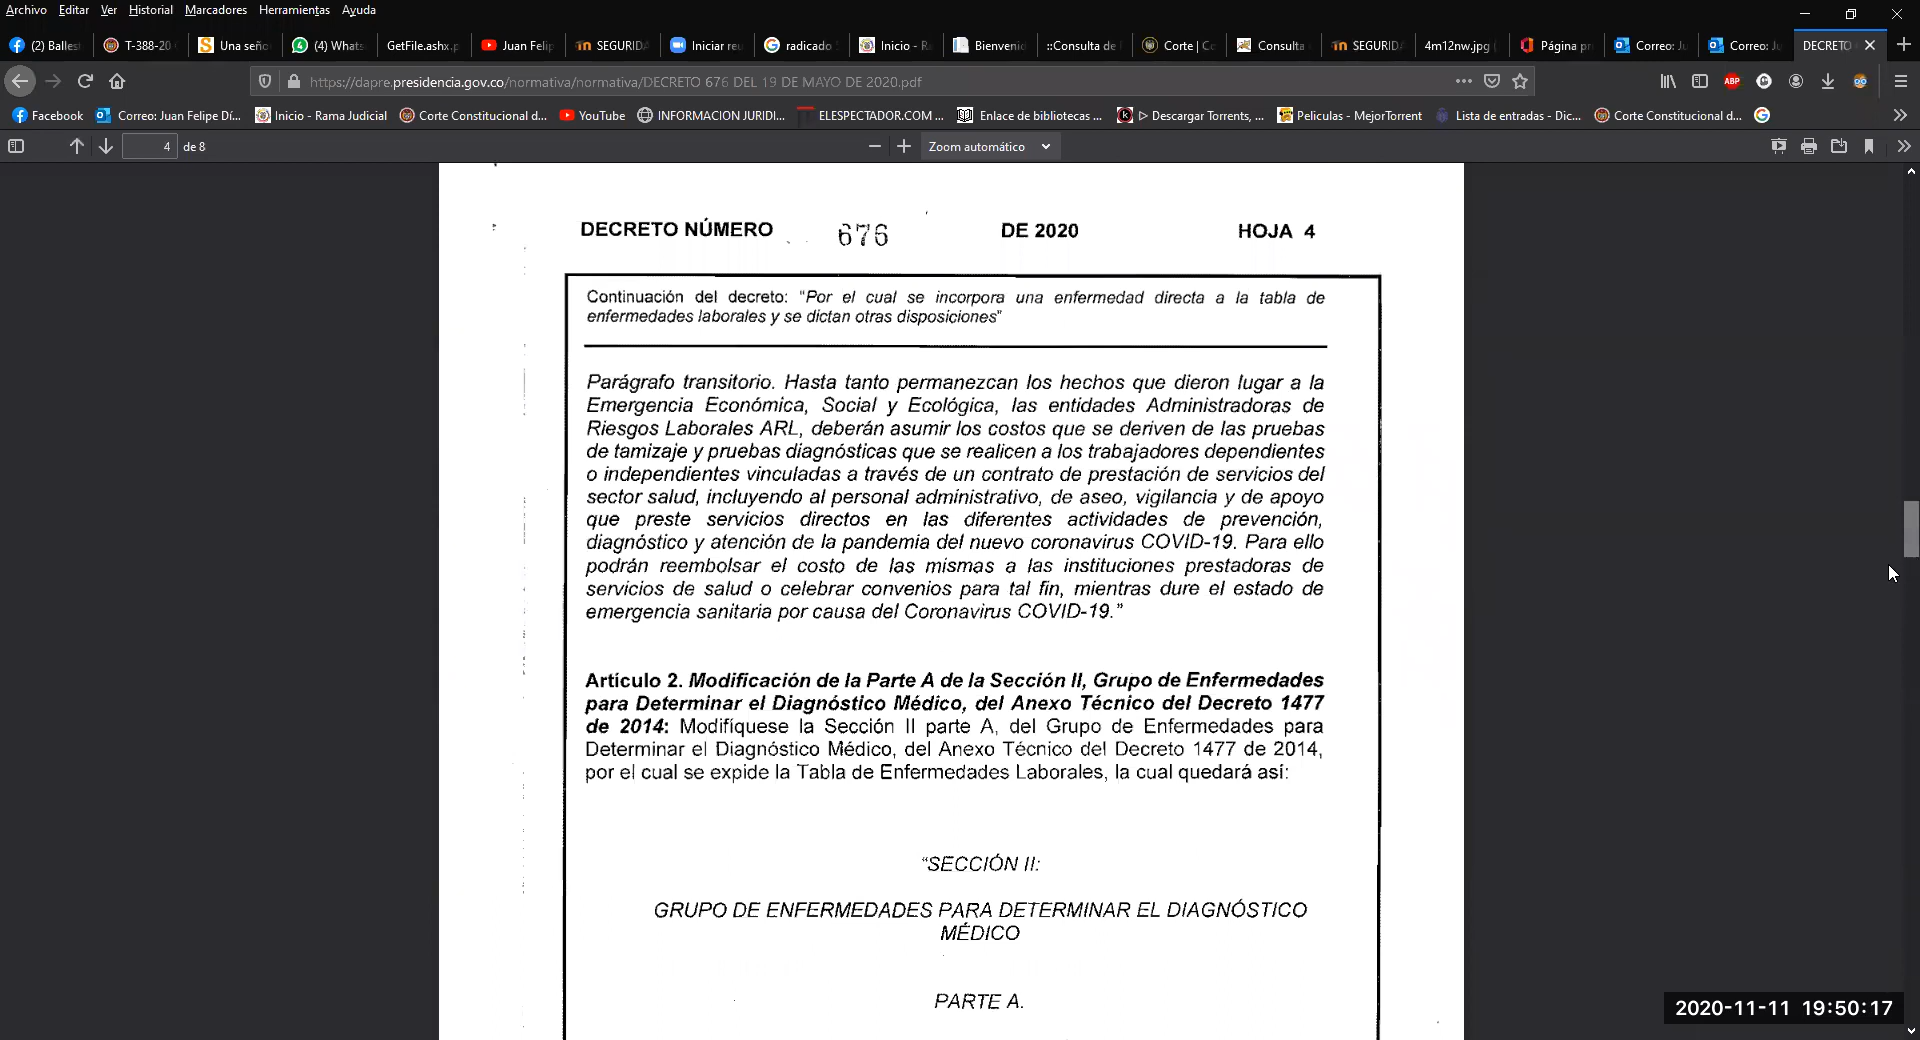 Archivo Editar Ver Historial Marcadores Herramientas Ayuda
(2) Balles T-388-20 Una seño (4) Whats GetFile.ashx.p Juan Felip SEGURIDA Iniciar reu radicado Inicio - Ra Bienvenid ::Consulta de Corte | Co Consulta SEGURIDA 4m12nw.jpg Página pri Correo: Ju Correo: Ju DECRETO
https://dapre.presidencia.gov.co/normativa/normativa/DECRETO 676 DEL 19 DE MAYO DE 2020.pdf
ABP
Facebook Correo: Juan Felipe Dí... Inicio - Rama Judicial Corte Constitucional d... YouTube INFORMACION JURIDI... ELESPECTADOR.COM ... Enlace de bibliotecas ... ▷ Descargar Torrents, ... Peliculas - MejorTorrent Lista de entradas - Dic... Corte Constitucional d...
4 de 8 Zoom automático
DECRETO NÚMERO 676 DE 2020 HOJA 4
Continuación del decreto: "Por el cual se incorpora una enfermedad directa a la tabla de
enfermedades laborales y se dictan otras disposiciones"
Parágrafo transitorio. Hasta tanto permanezcan los hechos que dieron lugar a la
Emergencia Económica, Social y Ecológica, las entidades Administradoras de
Riesgos Laborales ARL, deberán asumir los costos que se deriven de las pruebas
de tamizaje y pruebas diagnósticas que se realicen a los trabajadores dependientes
o independientes vinculadas a través de un contrato de prestación de servicios del
sector salud, incluyendo al personal administrativo, de aseo, vigilancia y de apoyo
que preste servicios directos en las diferentes actividades de prevención,
diagnóstico y atención de la pandemia del nuevo coronavirus COVID-19. Para ello
podrán reembolsar el costo de las mismas a las instituciones prestadoras de
servicios de salud o celebrar convenios para tal fin, mientras dure el estado de
emergencia sanitaria por causa del Coronavirus COVID-19."
Artículo 2. Modificación de la Parte A de la Sección II, Grupo de Enfermedades
para Determinar el Diagnóstico Médico, del Anexo Técnico del Decreto 1477
de 2014: Modifíquese la Sección II parte A, del Grupo de Enfermedades para
Determinar el Diagnóstico Médico, del Anexo Técnico del Decreto 1477 de 2014,
por el cual se expide la Tabla de Enfermedades Laborales, la cual quedará así:
"SECCIÓN II:
GRUPO DE ENFERMEDADES PARA DETERMINAR EL DIAGNÓSTICO
MÉDICO
PARTE A.
2020-11-11 19:50:17